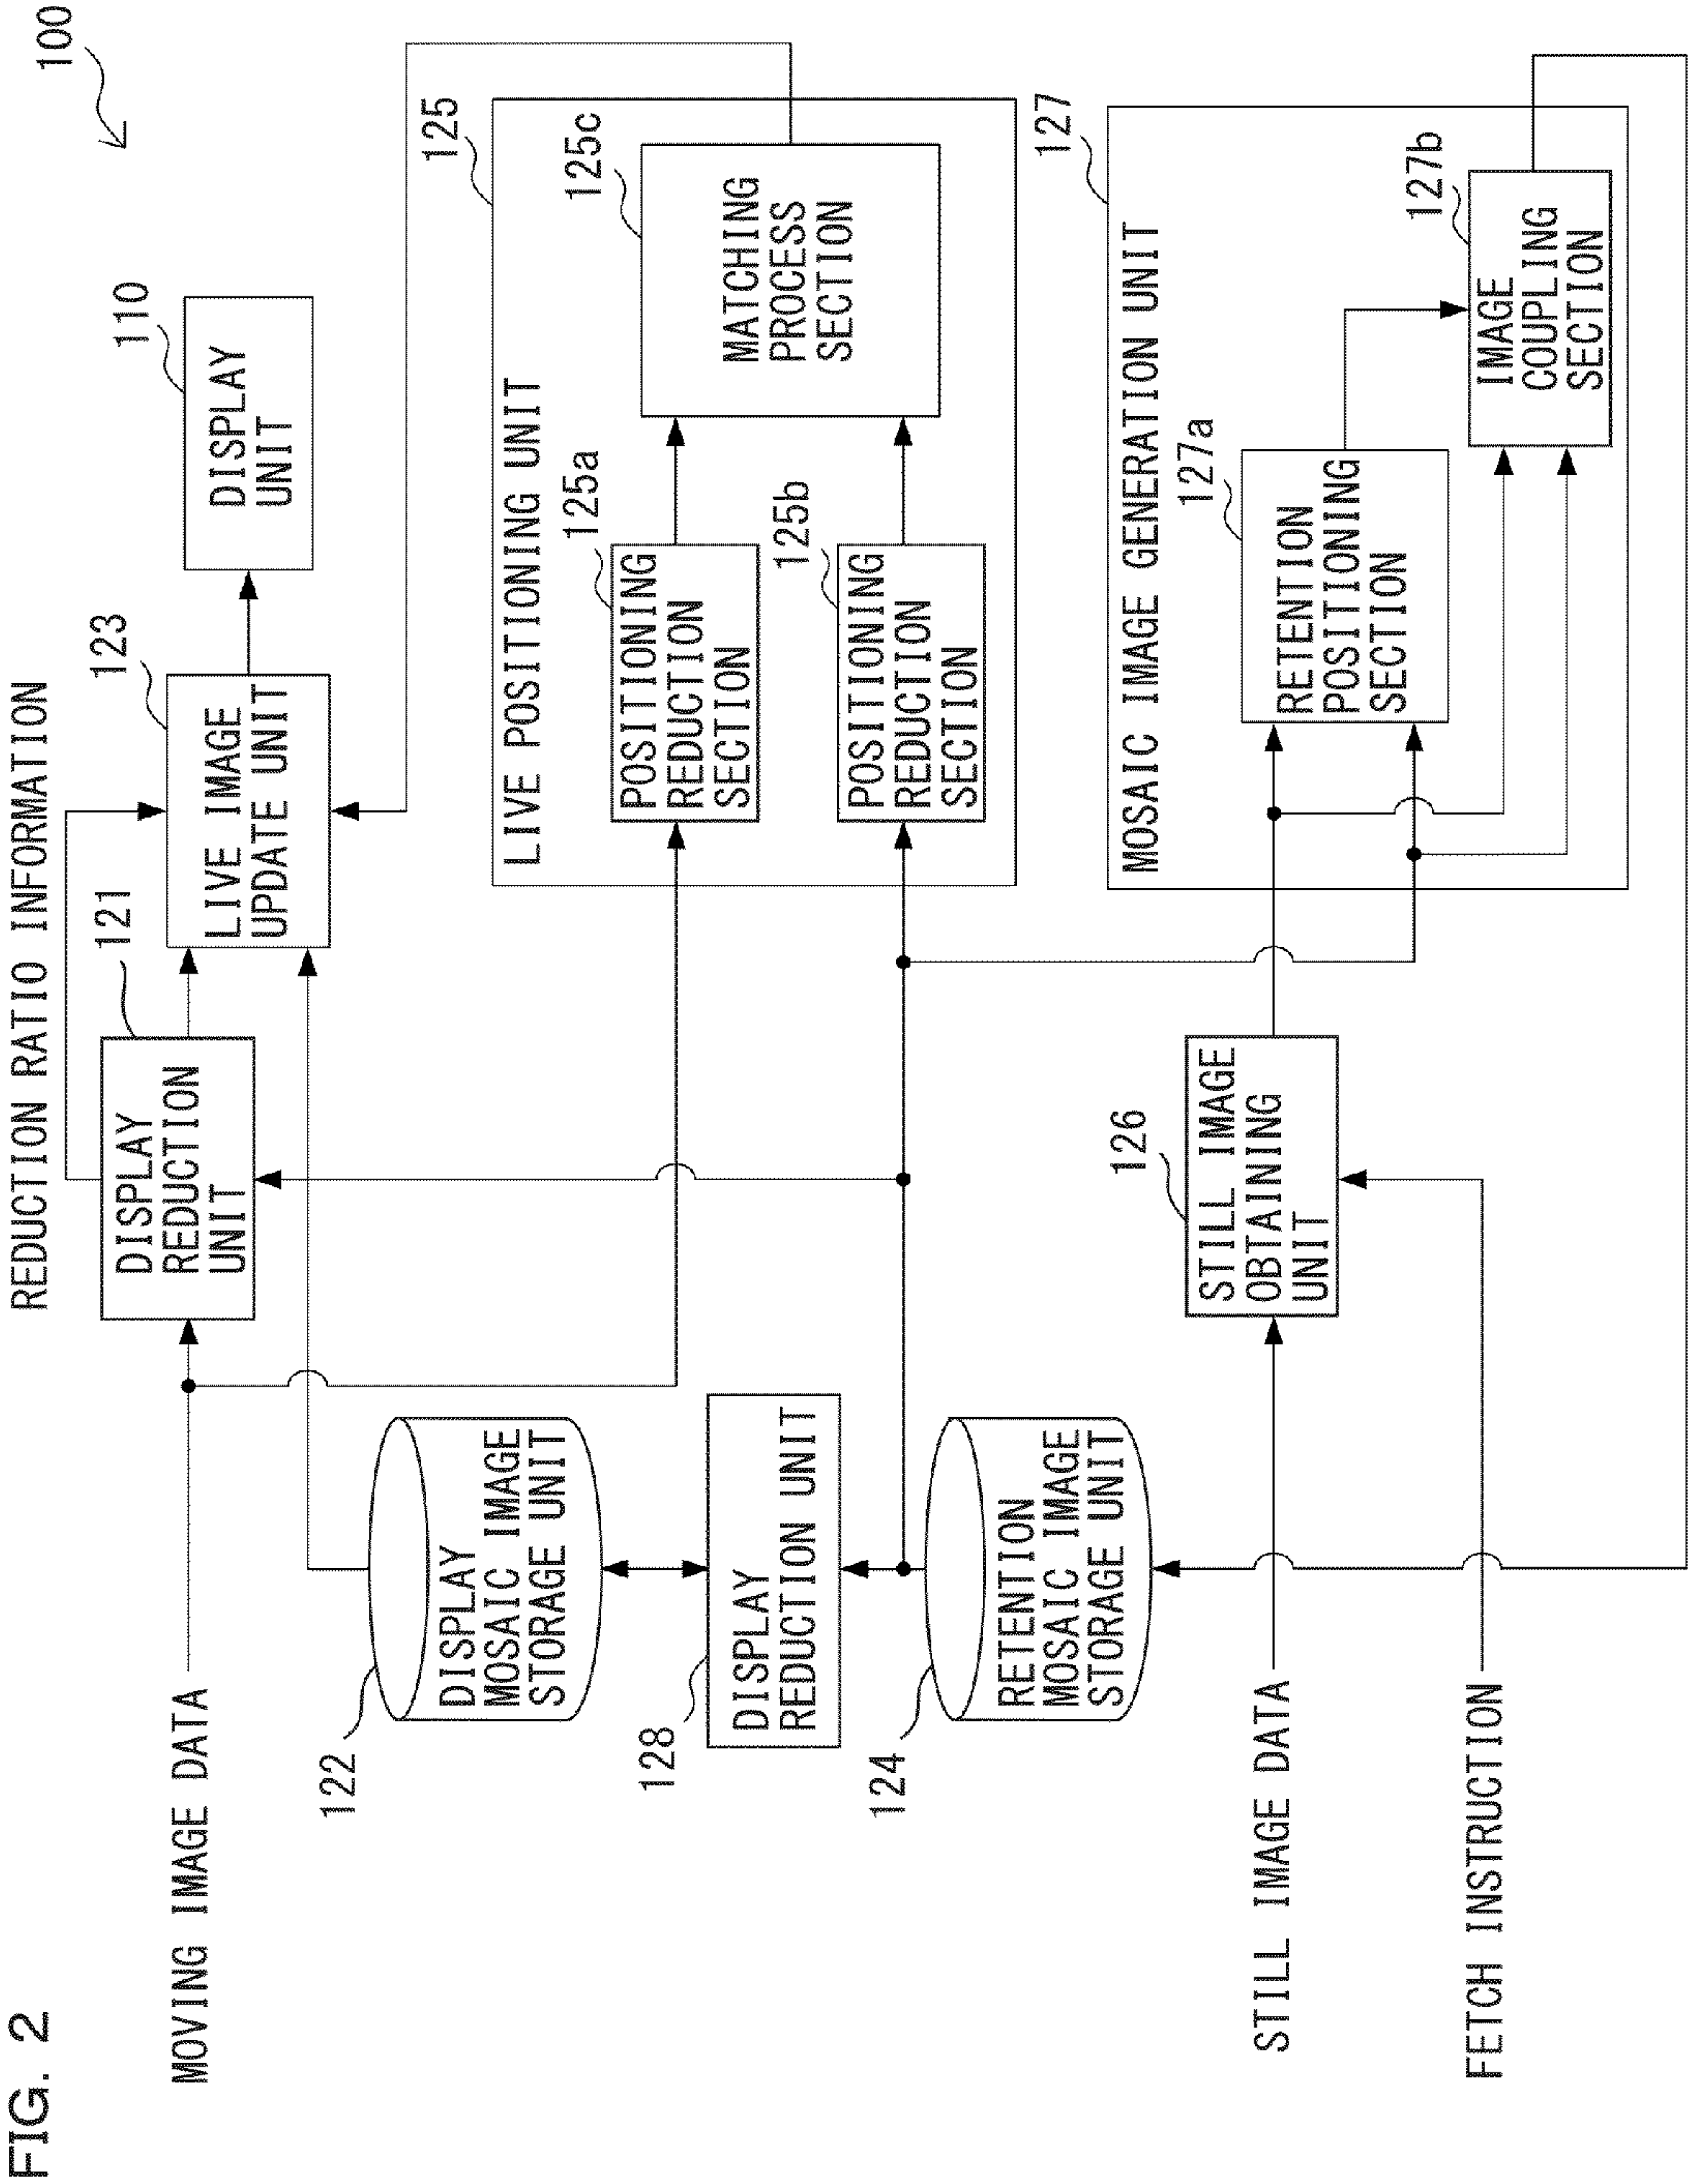 FIG. 2
100
REDUCTION RATIO INFORMATION
MOVING IMAGE DATA
121
DISPLAY
REDUCTION
UNIT
123
LIVE IMAGE
UPDATE UNIT
110
DISPLAY
UNIT
122
DISPLAY
MOSAIC IMAGE
STORAGE UNIT
128
DISPLAY
REDUCTION UNIT
124
RETENTION
MOSAIC IMAGE
STORAGE UNIT
125
LIVE POSITIONING UNIT
125a
POSITIONING
REDUCTION
SECTION
125b
POSITIONING
REDUCTION
SECTION
125c
MATCHING
PROCESS
SECTION
127
MOSAIC IMAGE GENERATION UNIT
127a
RETENTION
POSITIONING
SECTION
127b
IMAGE
COUPLING
SECTION
126
STILL IMAGE
OBTAINING
UNIT
STILL IMAGE DATA
FETCH INSTRUCTION